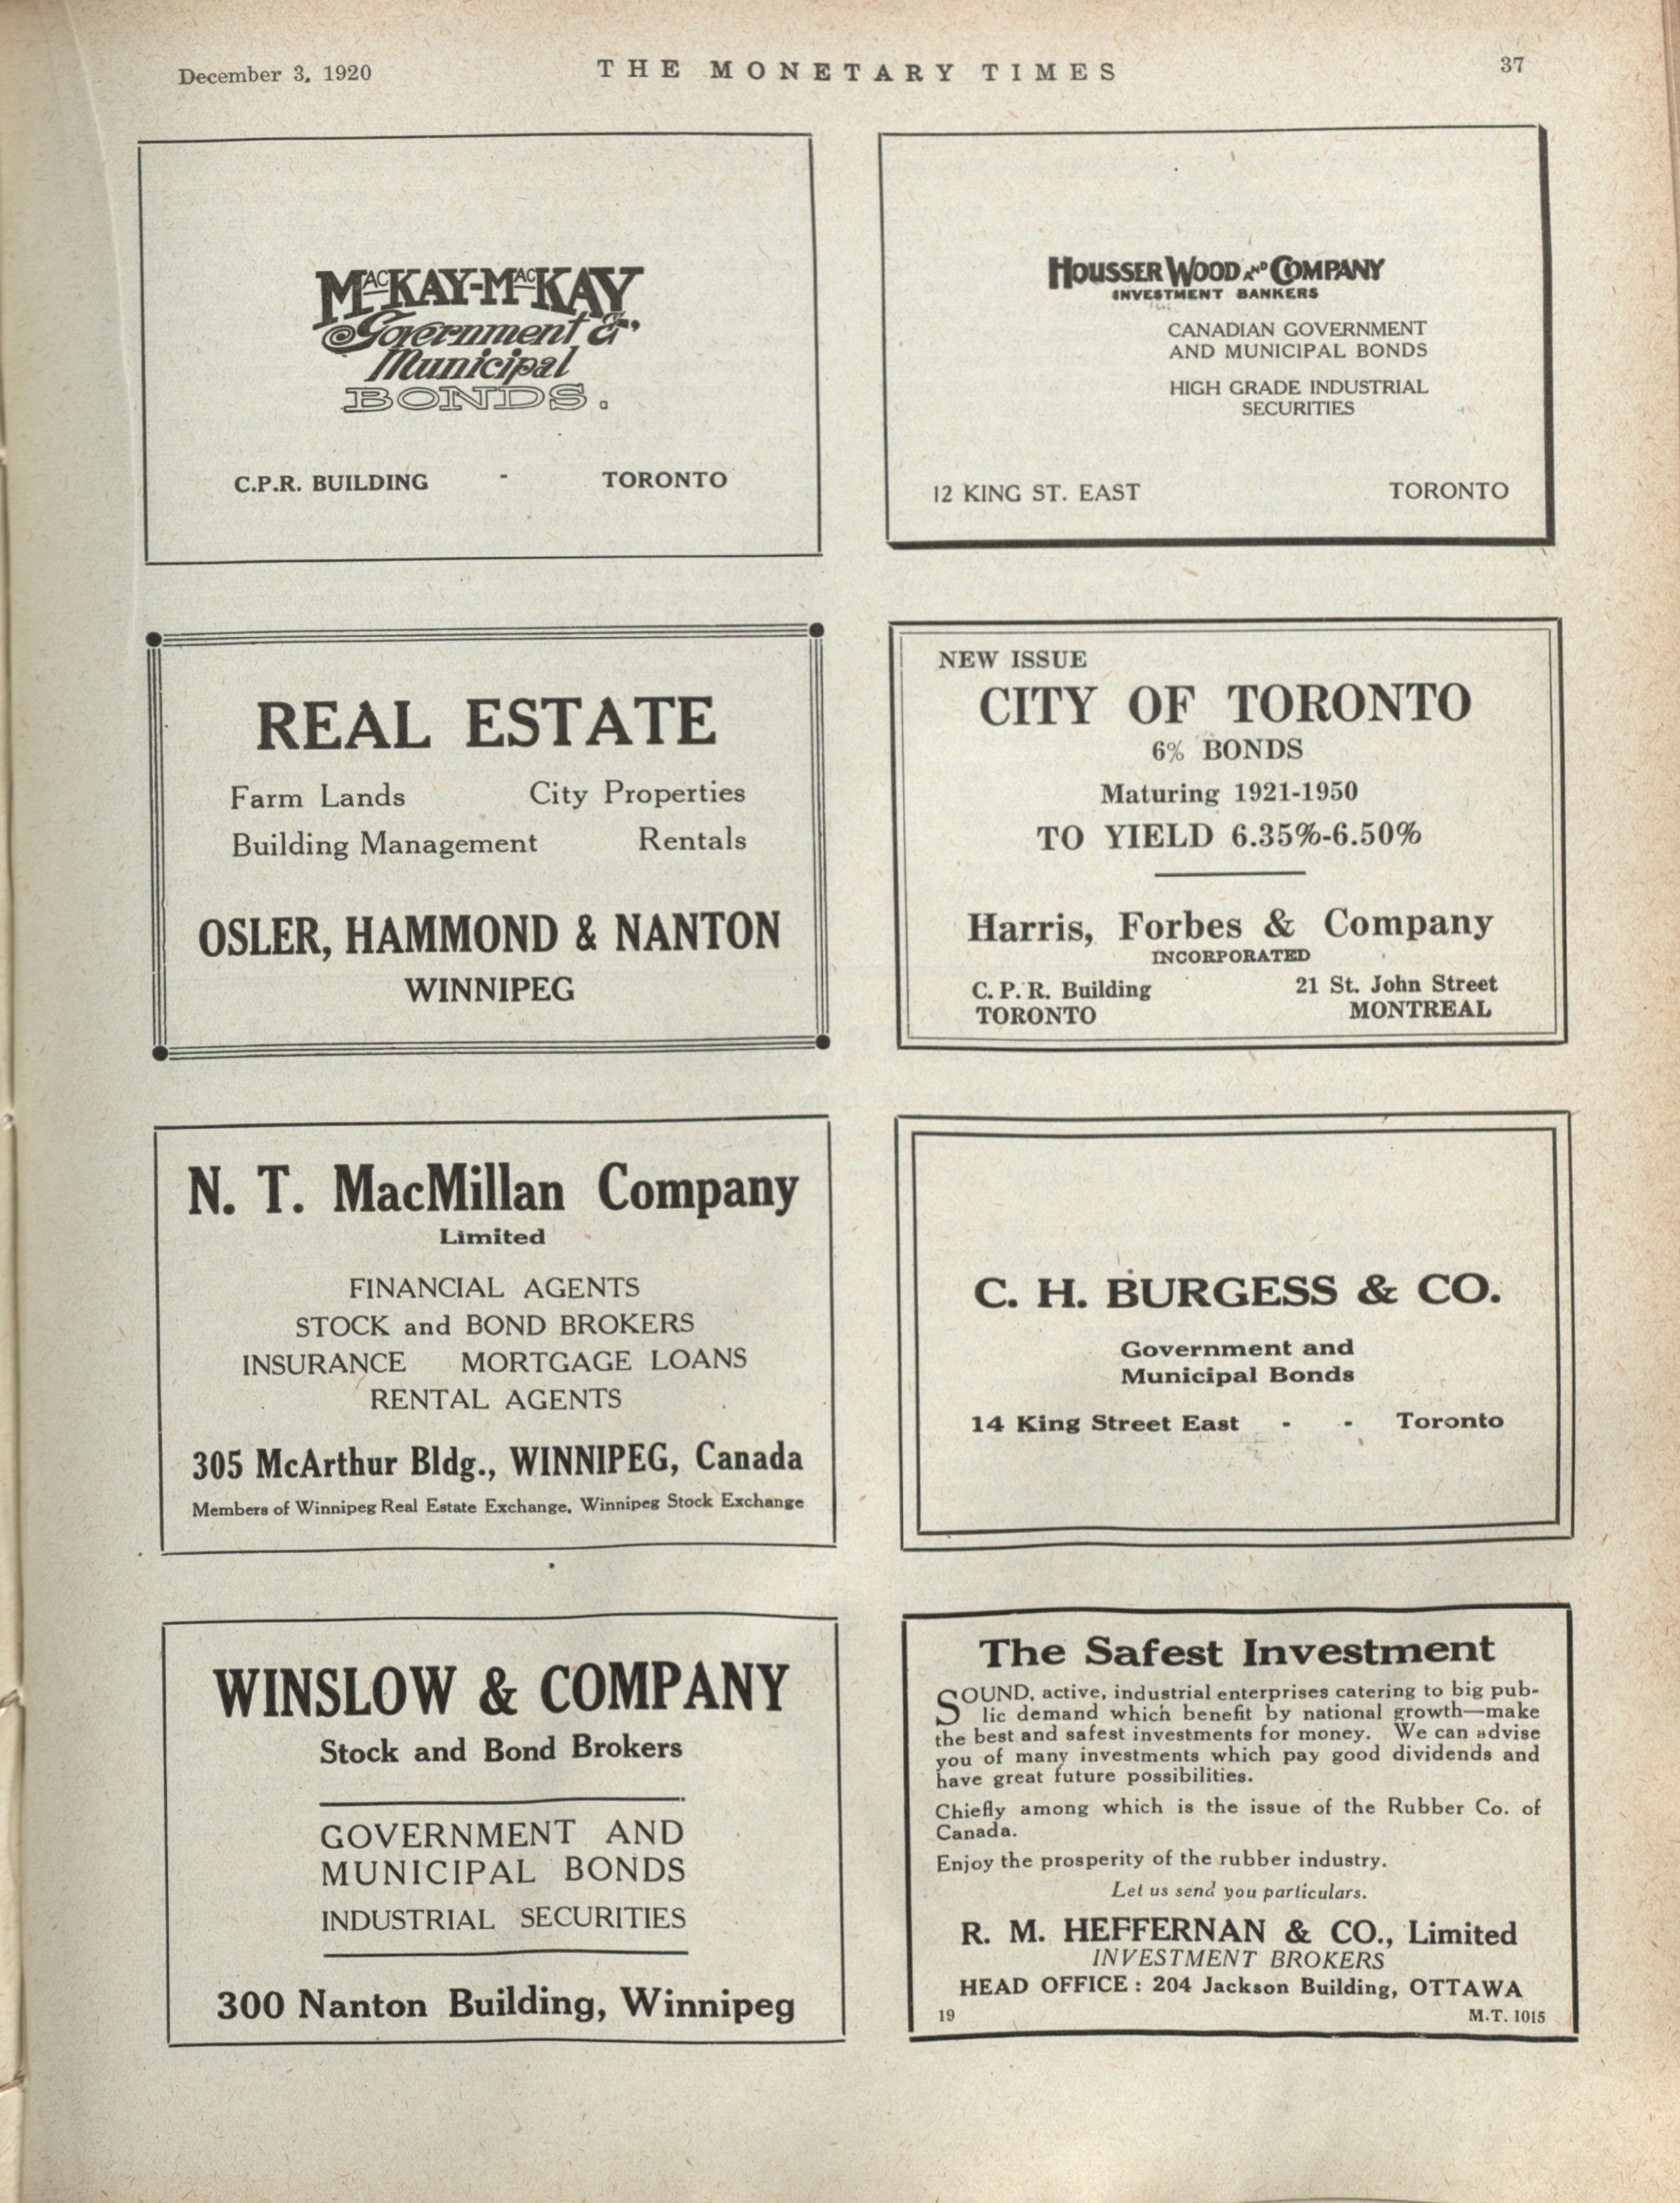 December 3, 1920
THE MONETARY TIMES
37
MACKAY-MACKAY
Government &
Municipal
BONDS.
C.P.R. BUILDING - TORONTO
HOUSSER WOOD AND COMPANY
INVESTMENT BANKERS
CANADIAN GOVERNMENT
AND MUNICIPAL BONDS
HIGH GRADE INDUSTRIAL
SECURITIES
12 KING ST. EAST TORONTO
REAL ESTATE
Farm Lands City Properties
Building Management Rentals
OSLER, HAMMOND & NANTON
WINNIPEG
NEW ISSUE
CITY OF TORONTO
6% BONDS
Maturing 1921-1950
TO YIELD 6.35%-6.50%
Harris, Forbes & Company
INCORPORATED
C. P. R. Building 21 St. John Street
TORONTO MONTREAL
N. T. MacMillan Company
Limited
FINANCIAL AGENTS
STOCK and BOND BROKERS
INSURANCE MORTGAGE LOANS
RENTAL AGENTS
305 McArthur Bldg., WINNIPEG, Canada
Members of Winnipeg Real Estate Exchange, Winnipeg Stock Exchange
C. H. BURGESS & CO.
Government and
Municipal Bonds
14 King Street East - - Toronto
WINSLOW & COMPANY
Stock and Bond Brokers
GOVERNMENT AND
MUNICIPAL BONDS
INDUSTRIAL SECURITIES
300 Nanton Building, Winnipeg
The Safest Investment
SOUND, active, industrial enterprises catering to big pub-
lic demand which benefit by national growth—make
the best and safest investments for money. We can advise
you of many investments which pay good dividends and
have great future possibilities.
Chiefly among which is the issue of the Rubber Co. of
Canada.
Enjoy the prosperity of the rubber industry.
Let us send you particulars.
R. M. HEFFERNAN & CO., Limited
INVESTMENT BROKERS
HEAD OFFICE : 204 Jackson Building, OTTAWA
19 M.T. 1015